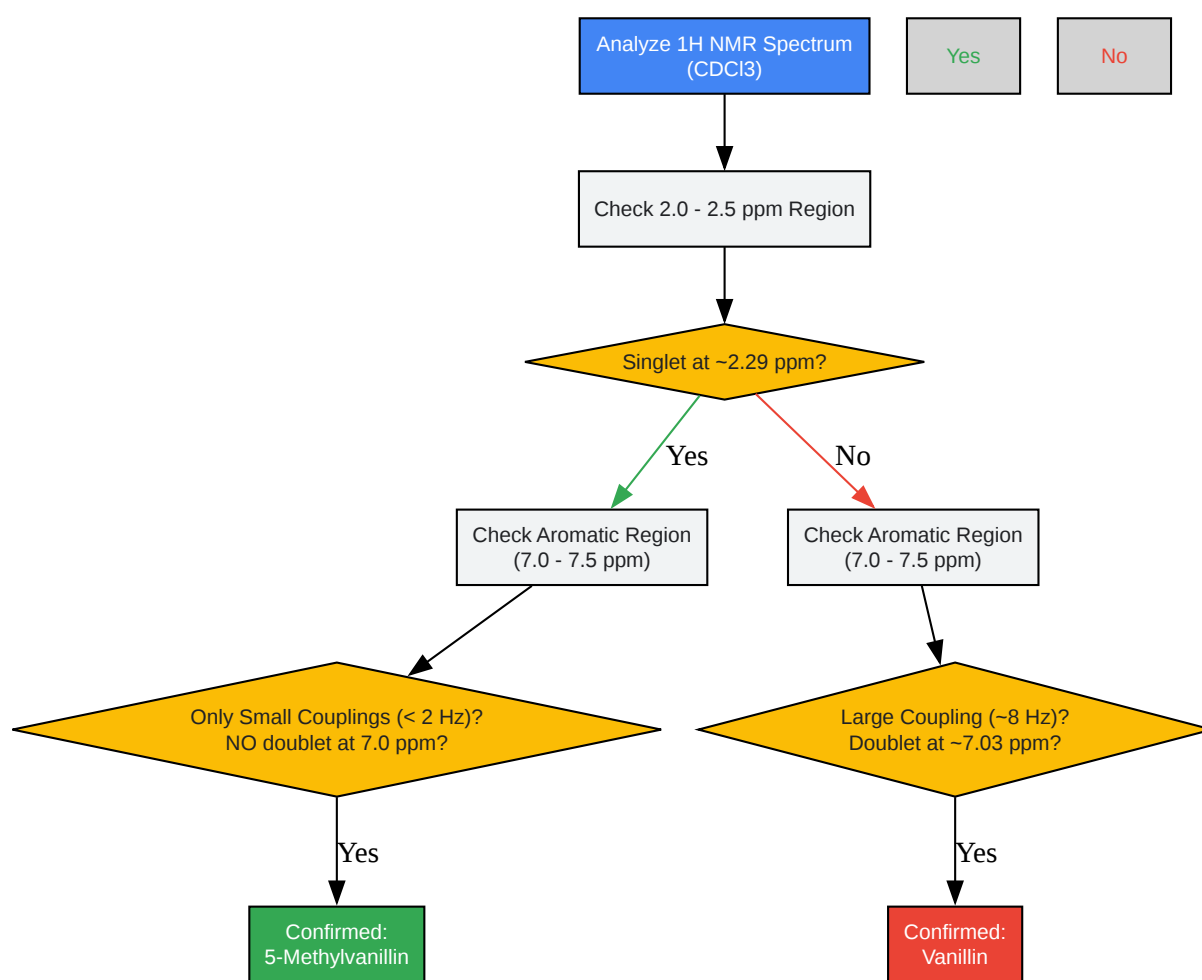 Analyze 1H NMR Spectrum
(CDCl3)
Yes
No
Check 2.0 - 2.5 ppm Region
Singlet at ~2.29 ppm?
Yes
No
Check Aromatic Region
(7.0 - 7.5 ppm)
Check Aromatic Region
(7.0 - 7.5 ppm)
Only Small Couplings (< 2 Hz)?
NO doublet at 7.0 ppm?
Large Coupling (~8 Hz)?
Doublet at ~7.03 ppm?
Yes
Yes
Confirmed:
5-Methylvanillin
Confirmed:
Vanillin